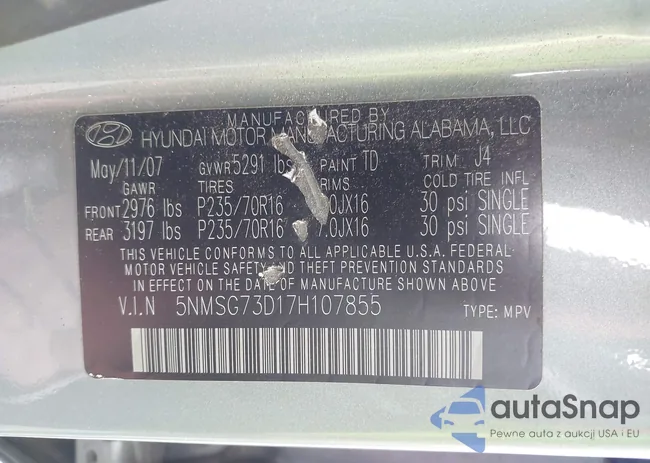 MANUFACTURED BY
HYUNDAI MOTOR MANUFACTURING ALABAMA, LLC
May/11/07 GVWR 5291 lbs PAINT TD TRIM J4
GAWR TIRES RIMS COLD TIRE INFL
FRONT 2976 lbs P235/70R16 .0JX16 30 psi SINGLE
REAR 3197 lbs P235/70R16 7.0JX16 30 psi SINGLE
THIS VEHICLE CONFORMS TO ALL APPLICABLE U.S.A. FEDERAL
MOTOR VEHICLE SAFETY AND THEFT PREVENTION STANDARDS
IN EFFECT ON THE DATE OF MANUFACTURE SHOWN ABOVE
V.I.N 5NMSG73D17H107855 TYPE: MPV
autaSnap
Pewne auta z aukcji USA i EU